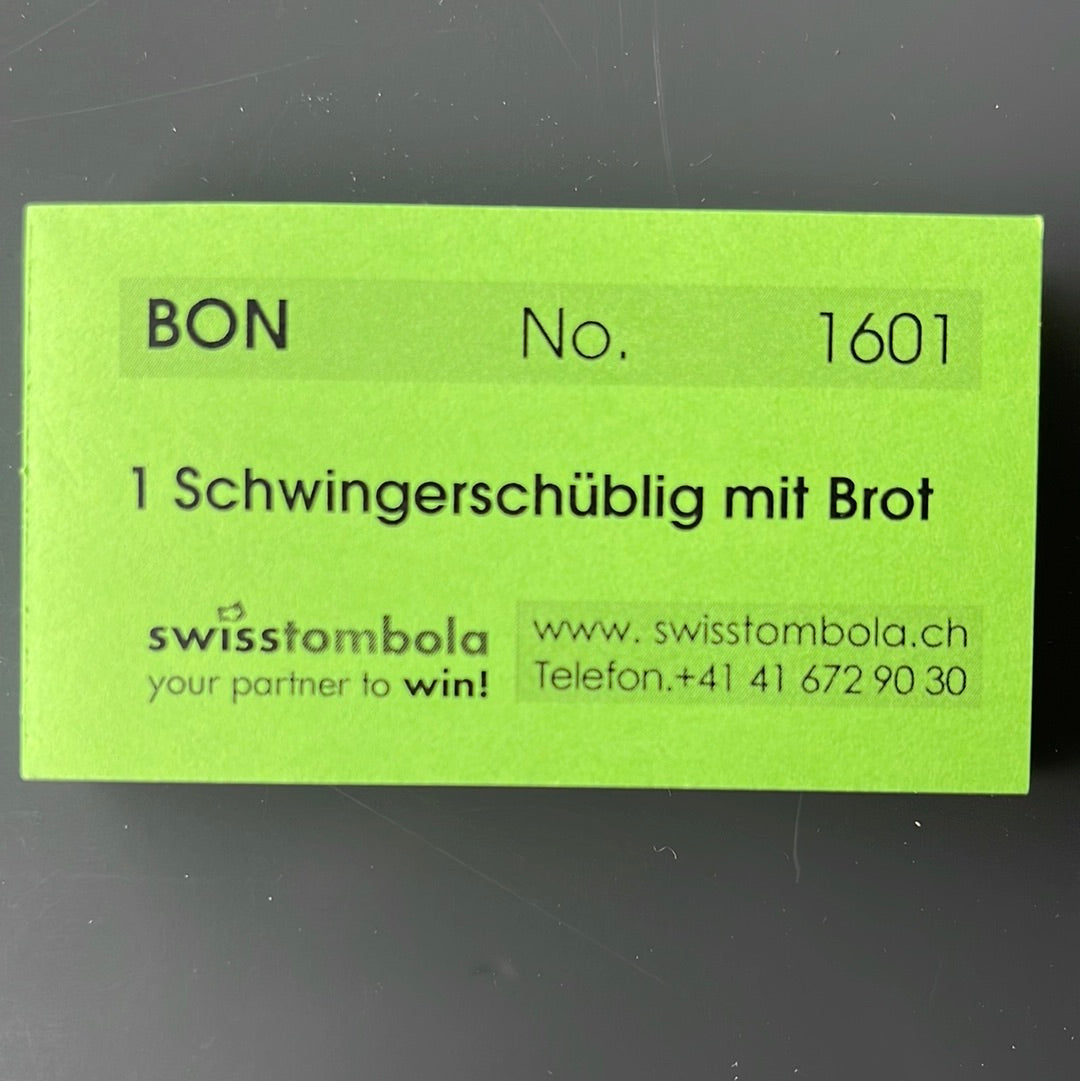 BON No. 1601
1 Schwingerschüblig mit Brot
swisstombola
your partner to win!
www. swisstombola.ch
Telefon.+41 41 672 90 30